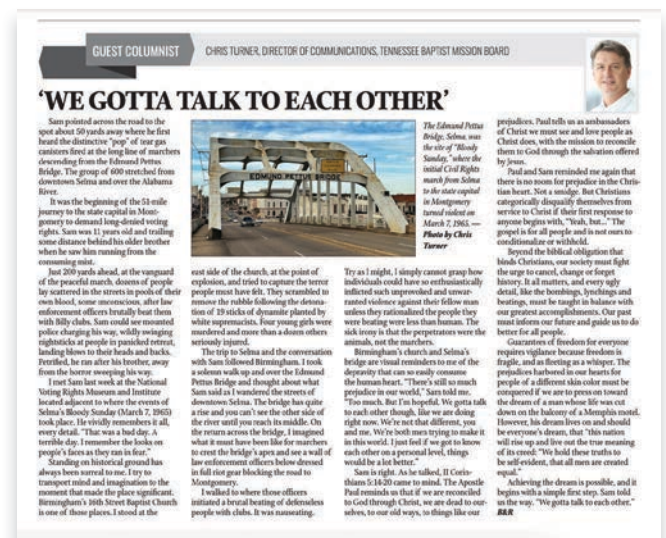 GUEST COLUMNIST
CHRIS TURNER, DIRECTOR OF COMMUNICATIONS, TENNESSEE BAPTIST MISSION BOARD
‘WE GOTTA TALK TO EACH OTHER’
Sam pointed across the road to the
spot about 50 yards away where he first
heard the distinctive “pop” of tear gas
canisters fired at the long line of marchers
descending from the Edmund Pettus
Bridge. The group of 600 stretched from
downtown Selma and over the Alabama
River.
It was the beginning of the 51-mile
journey to the state capital in Mont-
gomery to demand long-denied voting
rights. Sam was 11 years old and trailing
some distance behind his older brother
when he saw him running from the
consuming mist.
Just 200 yards ahead, at the vanguard
of the peaceful march, dozens of people
lay scattered in the streets in pools of their
own blood, some unconscious, after law
enforcement officers brutally beat them
with Billy clubs. Sam could see mounted
police charging his way, wildly swinging
nightsticks at people in panicked retreat,
landing blows to their heads and backs.
Petrified, he ran after his brother, away
from the horror sweeping his way.
I met Sam last week at the National
Voting Rights Museum and Institute
located adjacent to where the events of
Selma’s Bloody Sunday (March 7, 1965)
took place. He vividly remembers it all,
every detail. “That was a bad day. A
terrible day. I remember the looks on
people’s faces as they ran in fear.”
Standing on historical ground has
always been surreal to me. I try to
transport mind and imagination to the
moment that made the place significant.
Birmingham’s 16th Street Baptist Church
is one of those places. I stood at the
EDMUND PETTUS BRIDGE
The Edmund Pettus
Bridge, Selma, was
the site of “Bloody
Sunday,” where the
initial Civil Rights
march from Selma
to the state capital
in Montgomery
turned violent on
March 7, 1965. —
Photo by Chris
Turner
east side of the church, at the point of
explosion, and tried to capture the terror
people must have felt. They scrambled to
remove the rubble following the detona-
tion of 19 sticks of dynamite planted by
white supremacists. Four young girls were
murdered and more than a dozen others
seriously injured.
The trip to Selma and the conversation
with Sam followed Birmingham. I took
a solemn walk up and over the Edmund
Pettus Bridge and thought about what
Sam said as I wandered the streets of
downtown Selma. The bridge has quite
a rise and you can’t see the other side of
the river until you reach its middle. On
the return across the bridge, I imagined
what it must have been like for marchers
to crest the bridge’s apex and see a wall of
law enforcement officers below dressed
in full riot gear blocking the road to
Montgomery.
I walked to where those officers
initiated a brutal beating of defenseless
people with clubs. It was nauseating.
Try as I might, I simply cannot grasp how
individuals could have so enthusiastically
inflicted such unprovoked and unwar-
ranted violence against their fellow man
unless they rationalized the people they
were beating were less than human. The
sick irony is that the perpetrators were the
animals, not the marchers.
Birmingham’s church and Selma’s
bridge are visual reminders to me of the
depravity that can so easily consume
the human heart. “There’s still so much
prejudice in our world,” Sam told me.
“Too much. But I’m hopeful. We gotta talk
to each other though, like we are doing
right now. We’re not that different, you
and me. We’re both men trying to make it
in this world. I just feel if we got to know
each other on a personal level, things
would be a lot better.”
Sam is right. As he talked, II Corin-
thians 5:14-20 came to mind. The Apostle
Paul reminds us that if we are reconciled
to God through Christ, we are dead to our-
selves, to our old ways, to things like our
prejudices. Paul tells us as ambassadors
of Christ we must see and love people as
Christ does, with the mission to reconcile
them to God through the salvation offered
by Jesus.
Paul and Sam reminded me again that
there is no room for prejudice in the Chris-
tian heart. Not a smidge. But Christians
categorically disqualify themselves from
service to Christ if their first response to
anyone begins with, “Yeah, but...” The
gospel is for all people and is not ours to
conditionalize or withhold.
Beyond the biblical obligation that
binds Christians, our society must fight
the urge to cancel, change or forget
history. It all matters, and every ugly
detail, like the bombings, lynchings and
beatings, must be taught in balance with
our greatest accomplishments. Our past
must inform our future and guide us to do
better for all people.
Guarantees of freedom for everyone
requires vigilance because freedom is
fragile, and as fleeting as a whisper. The
prejudices harbored in our hearts for
people of a different skin color must be
conquered if we are to press on toward
the dream of a man whose life was cut
down on the balcony of a Memphis motel.
However, his dream lives on and should
be everyone’s dream, that “this nation
will rise up and live out the true meaning
of its creed: “We hold these truths to
be self-evident, that all men are created
equal.”
Achieving the dream is possible, and it
begins with a simple first step. Sam told
us the way. “We gotta talk to each other.”
B&R